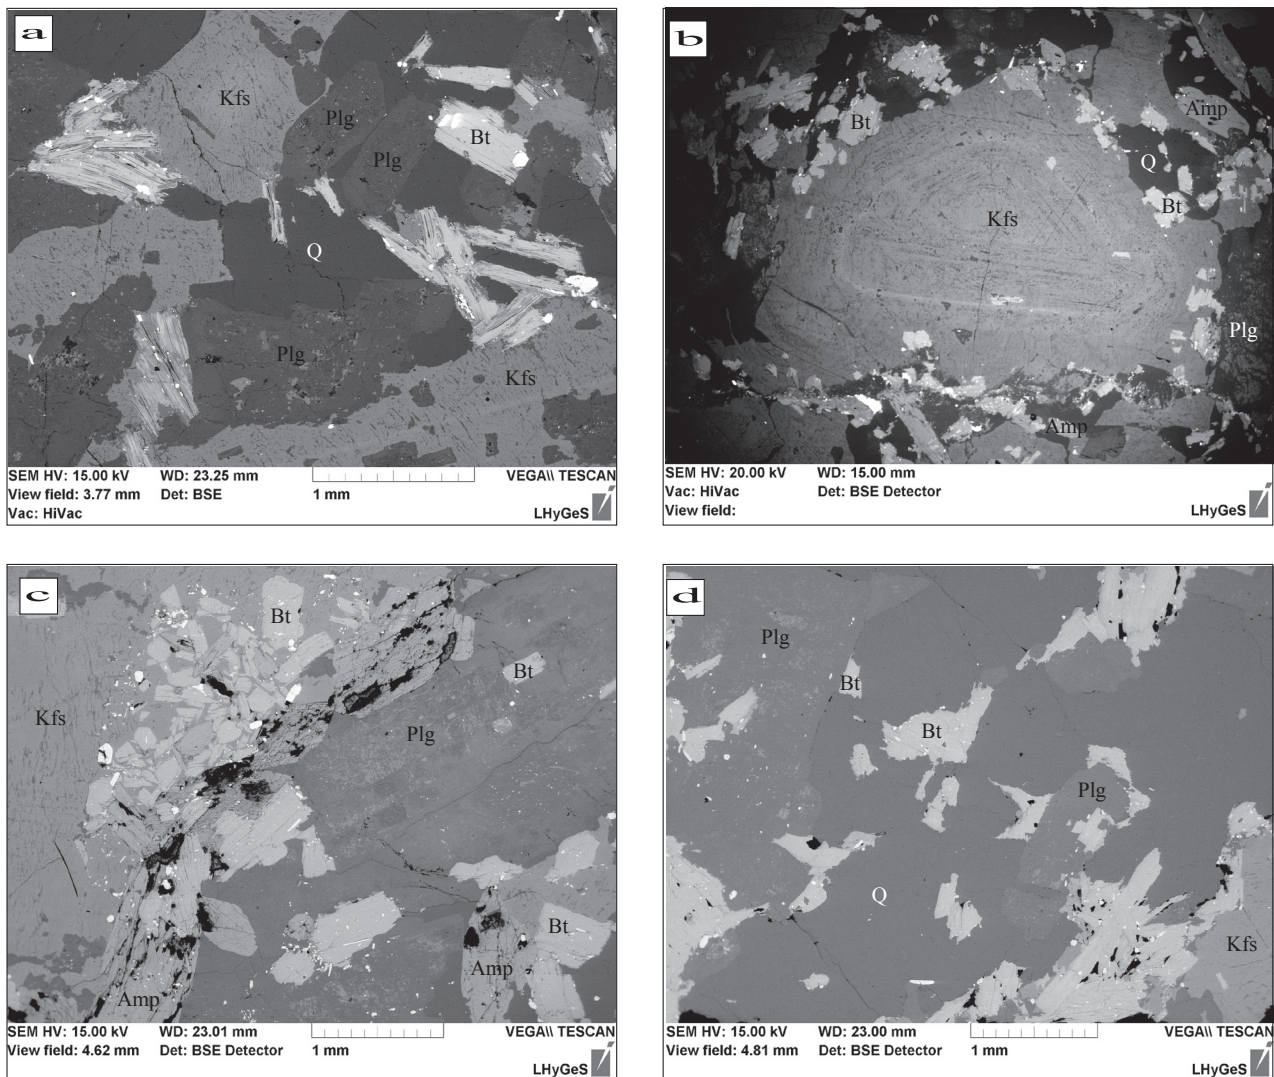 a
Kfs
Plg
Bt
Plg
Q
Plg
Kfs
SEM HV: 15.00 kV WD: 23.25 mm VEGA\\ TESCAN
View field: 3.77 mm Det: BSE 1 mm
Vac: HiVac LHyGeS
b
Amp
Bt
Q
Kfs
Bt
Plg
Amp
SEM HV: 20.00 kV WD: 15.00 mm
Vac: HiVac Det: BSE Detector
View field: LHyGeS
c
Bt
Bt
Kfs
Plg
Bt
Amp
Amp
SEM HV: 15.00 kV WD: 23.01 mm VEGA\\ TESCAN
View field: 4.62 mm Det: BSE Detector 1 mm
LHyGeS
d
Plg
Bt
Bt
Plg
Q
Kfs
SEM HV: 15.00 kV WD: 23.00 mm VEGA\\ TESCAN
View field: 4.81 mm Det: BSE Detector 1 mm
LHyGeS